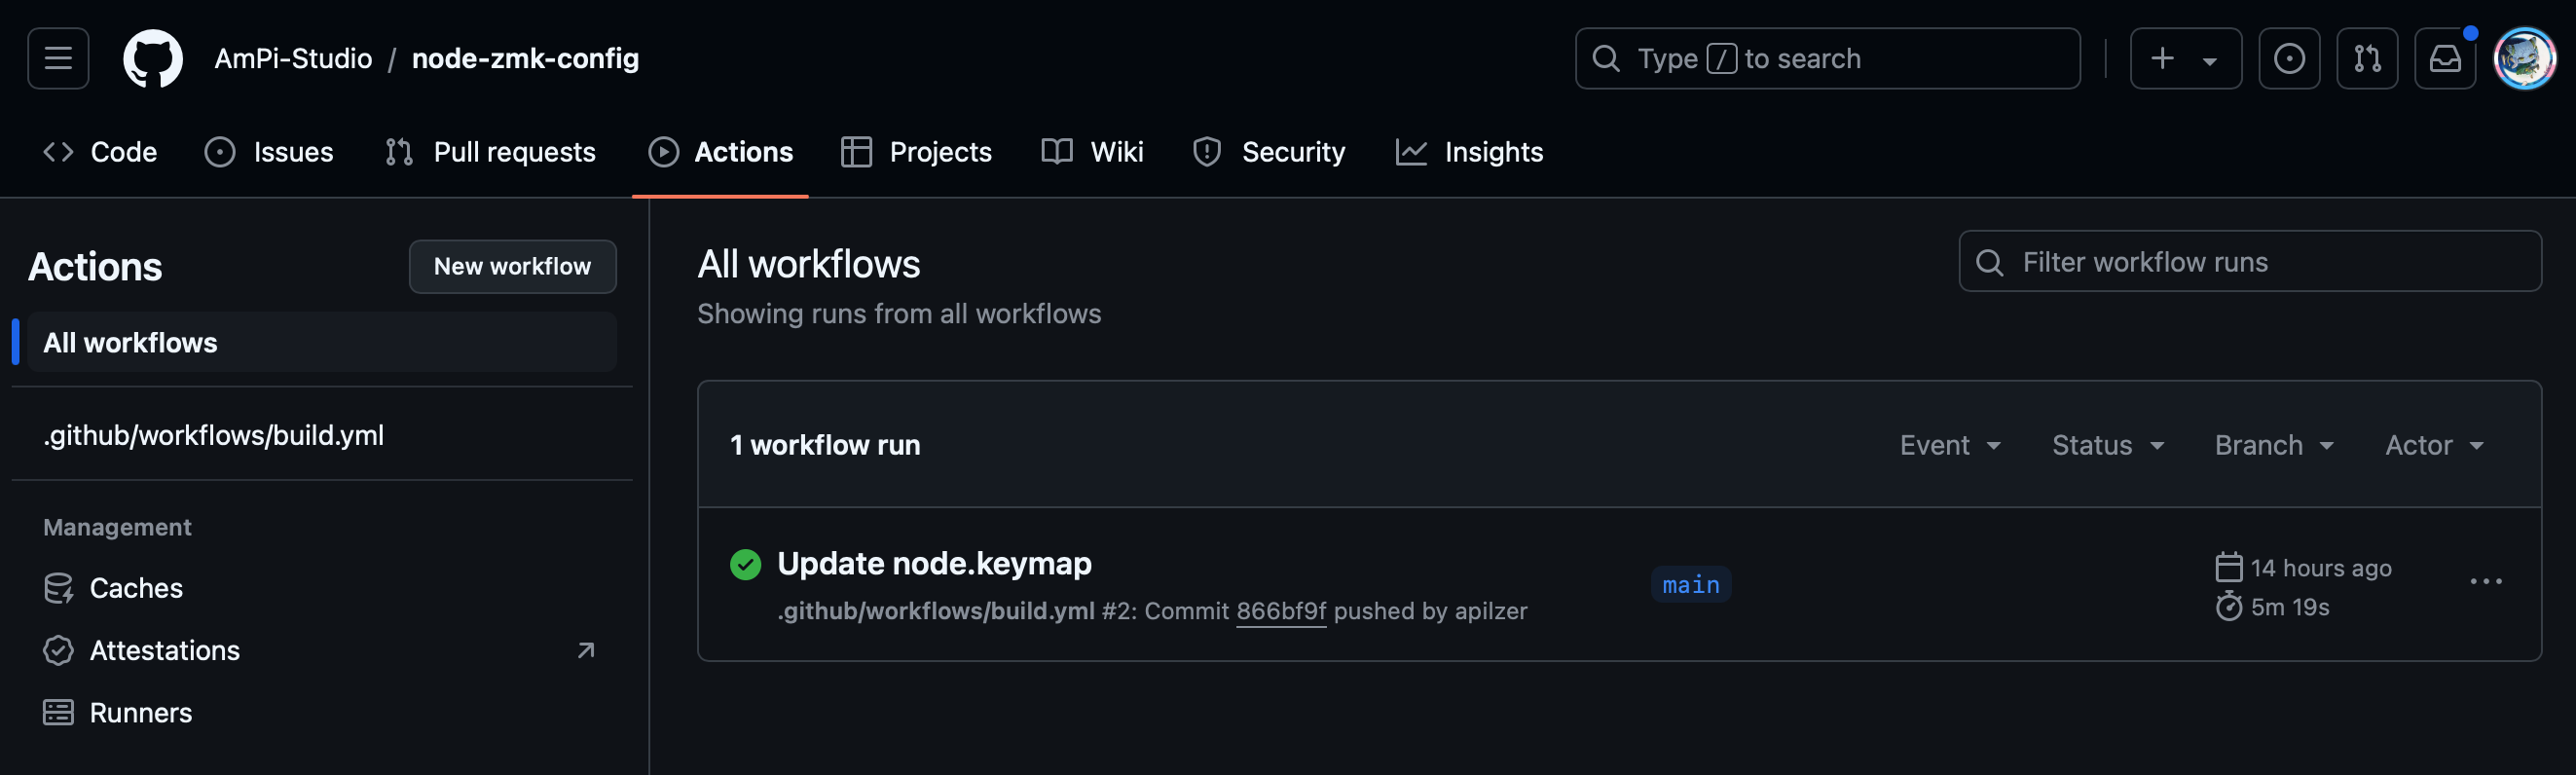 AmPi-Studio / node-zmk-config
Type / to search
Code Issues Pull requests Actions Projects Wiki Security Insights
Actions
New workflow
All workflows
.github/workflows/build.yml
Management
Caches
Attestations
Runners
All workflows
Showing runs from all workflows
Filter workflow runs
1 workflow run
Event Status Branch Actor
Update node.keymap
.github/workflows/build.yml #2: Commit 866bf9f pushed by apilzer
main
14 hours ago
5m 19s